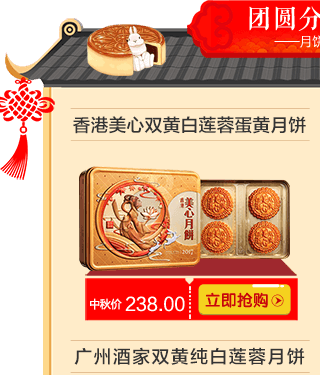 团圆分
——月饼
香港美心双黄白莲蓉蛋黄月饼
美心月餅
中秋价 238.00
立即抢购 >
广州酒家双黄纯白莲蓉月饼